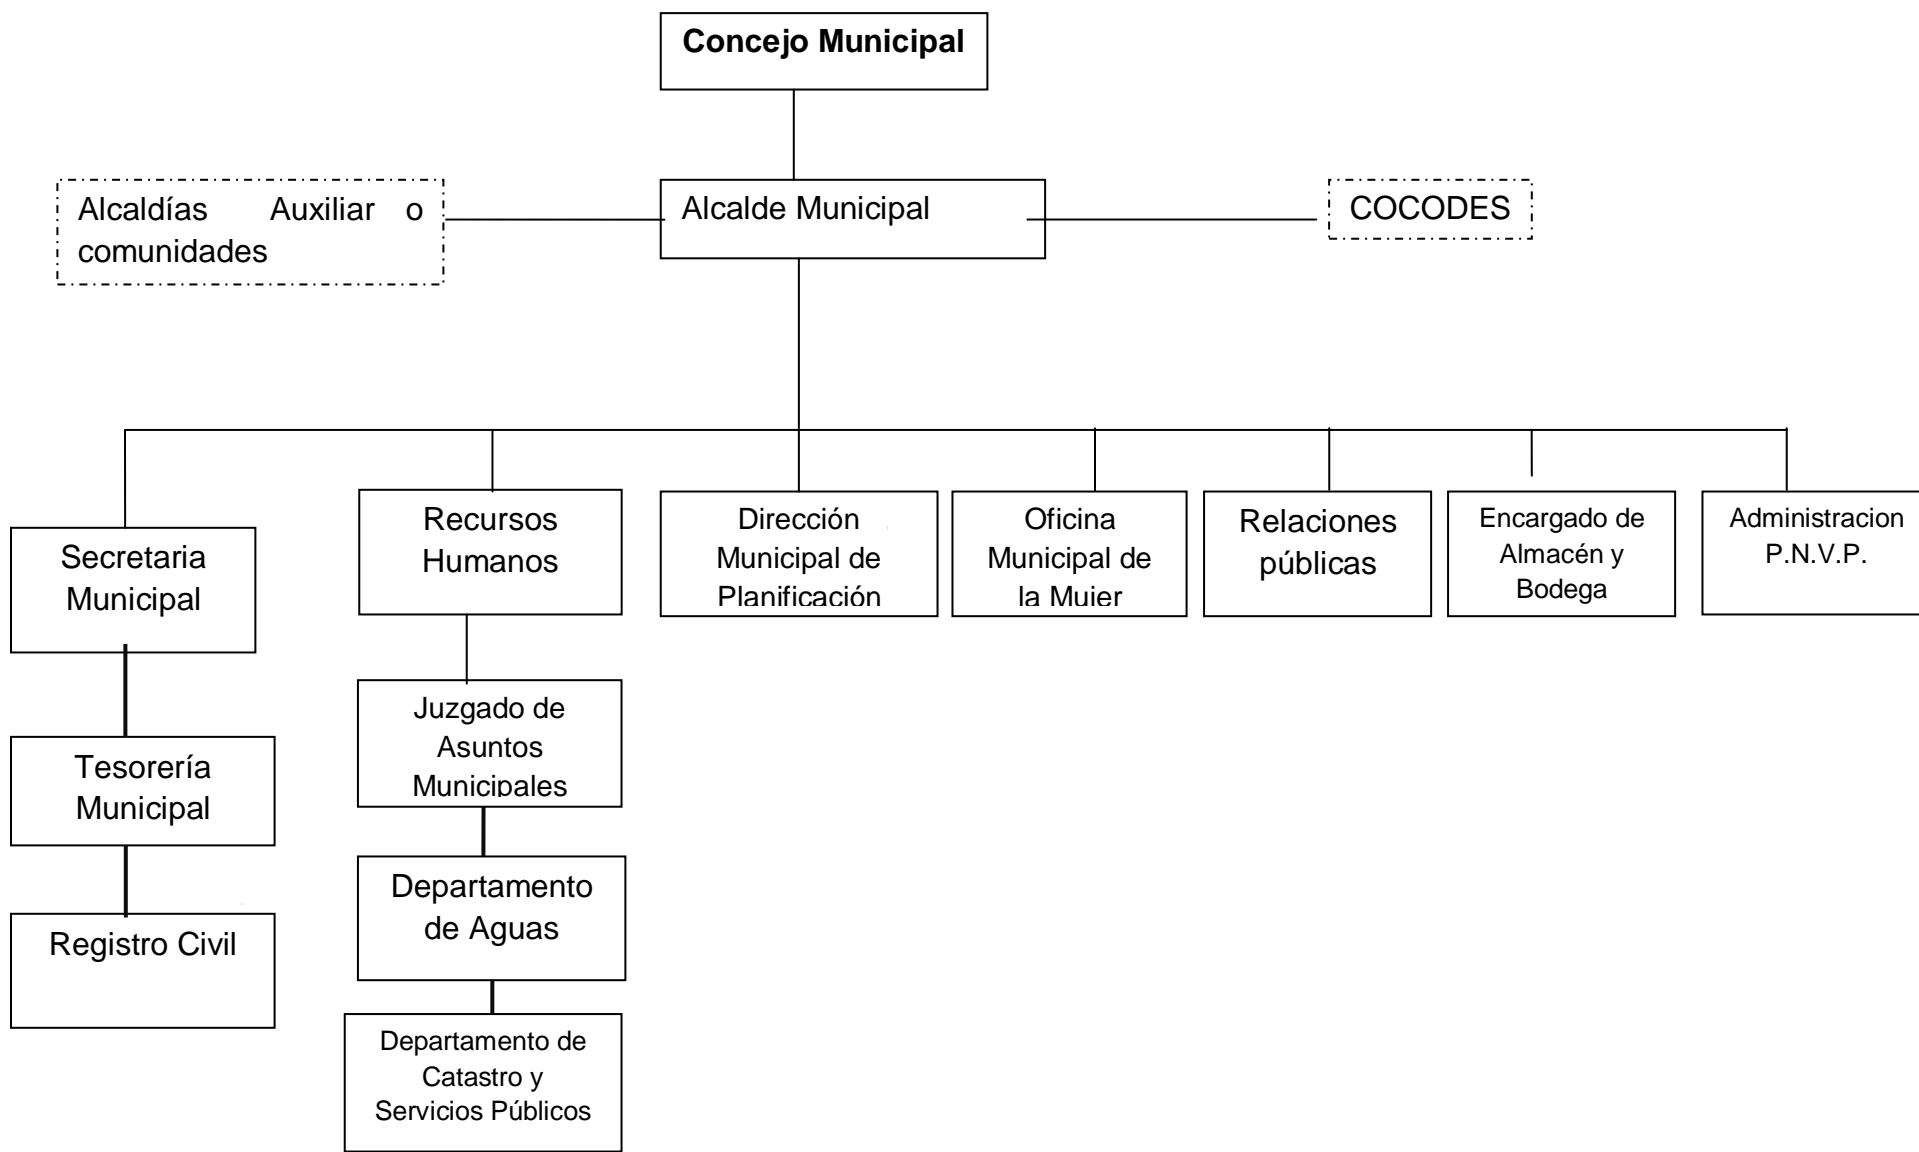 Concejo Municipal
Alcaldías Auxiliar o
comunidades
Alcalde Municipal
COCODES
Secretaria
Municipal
Recursos
Humanos
Dirección
Municipal de
Planificación
Oficina
Municipal de
la Mujer
Relaciones
públicas
Encargado de
Almacén y
Bodega
Administracion
P.N.V.P.
Tesorería
Municipal
Registro Civil
Juzgado de
Asuntos
Municipales
Departamento
de Aguas
Departamento de
Catastro y
Servicios Públicos